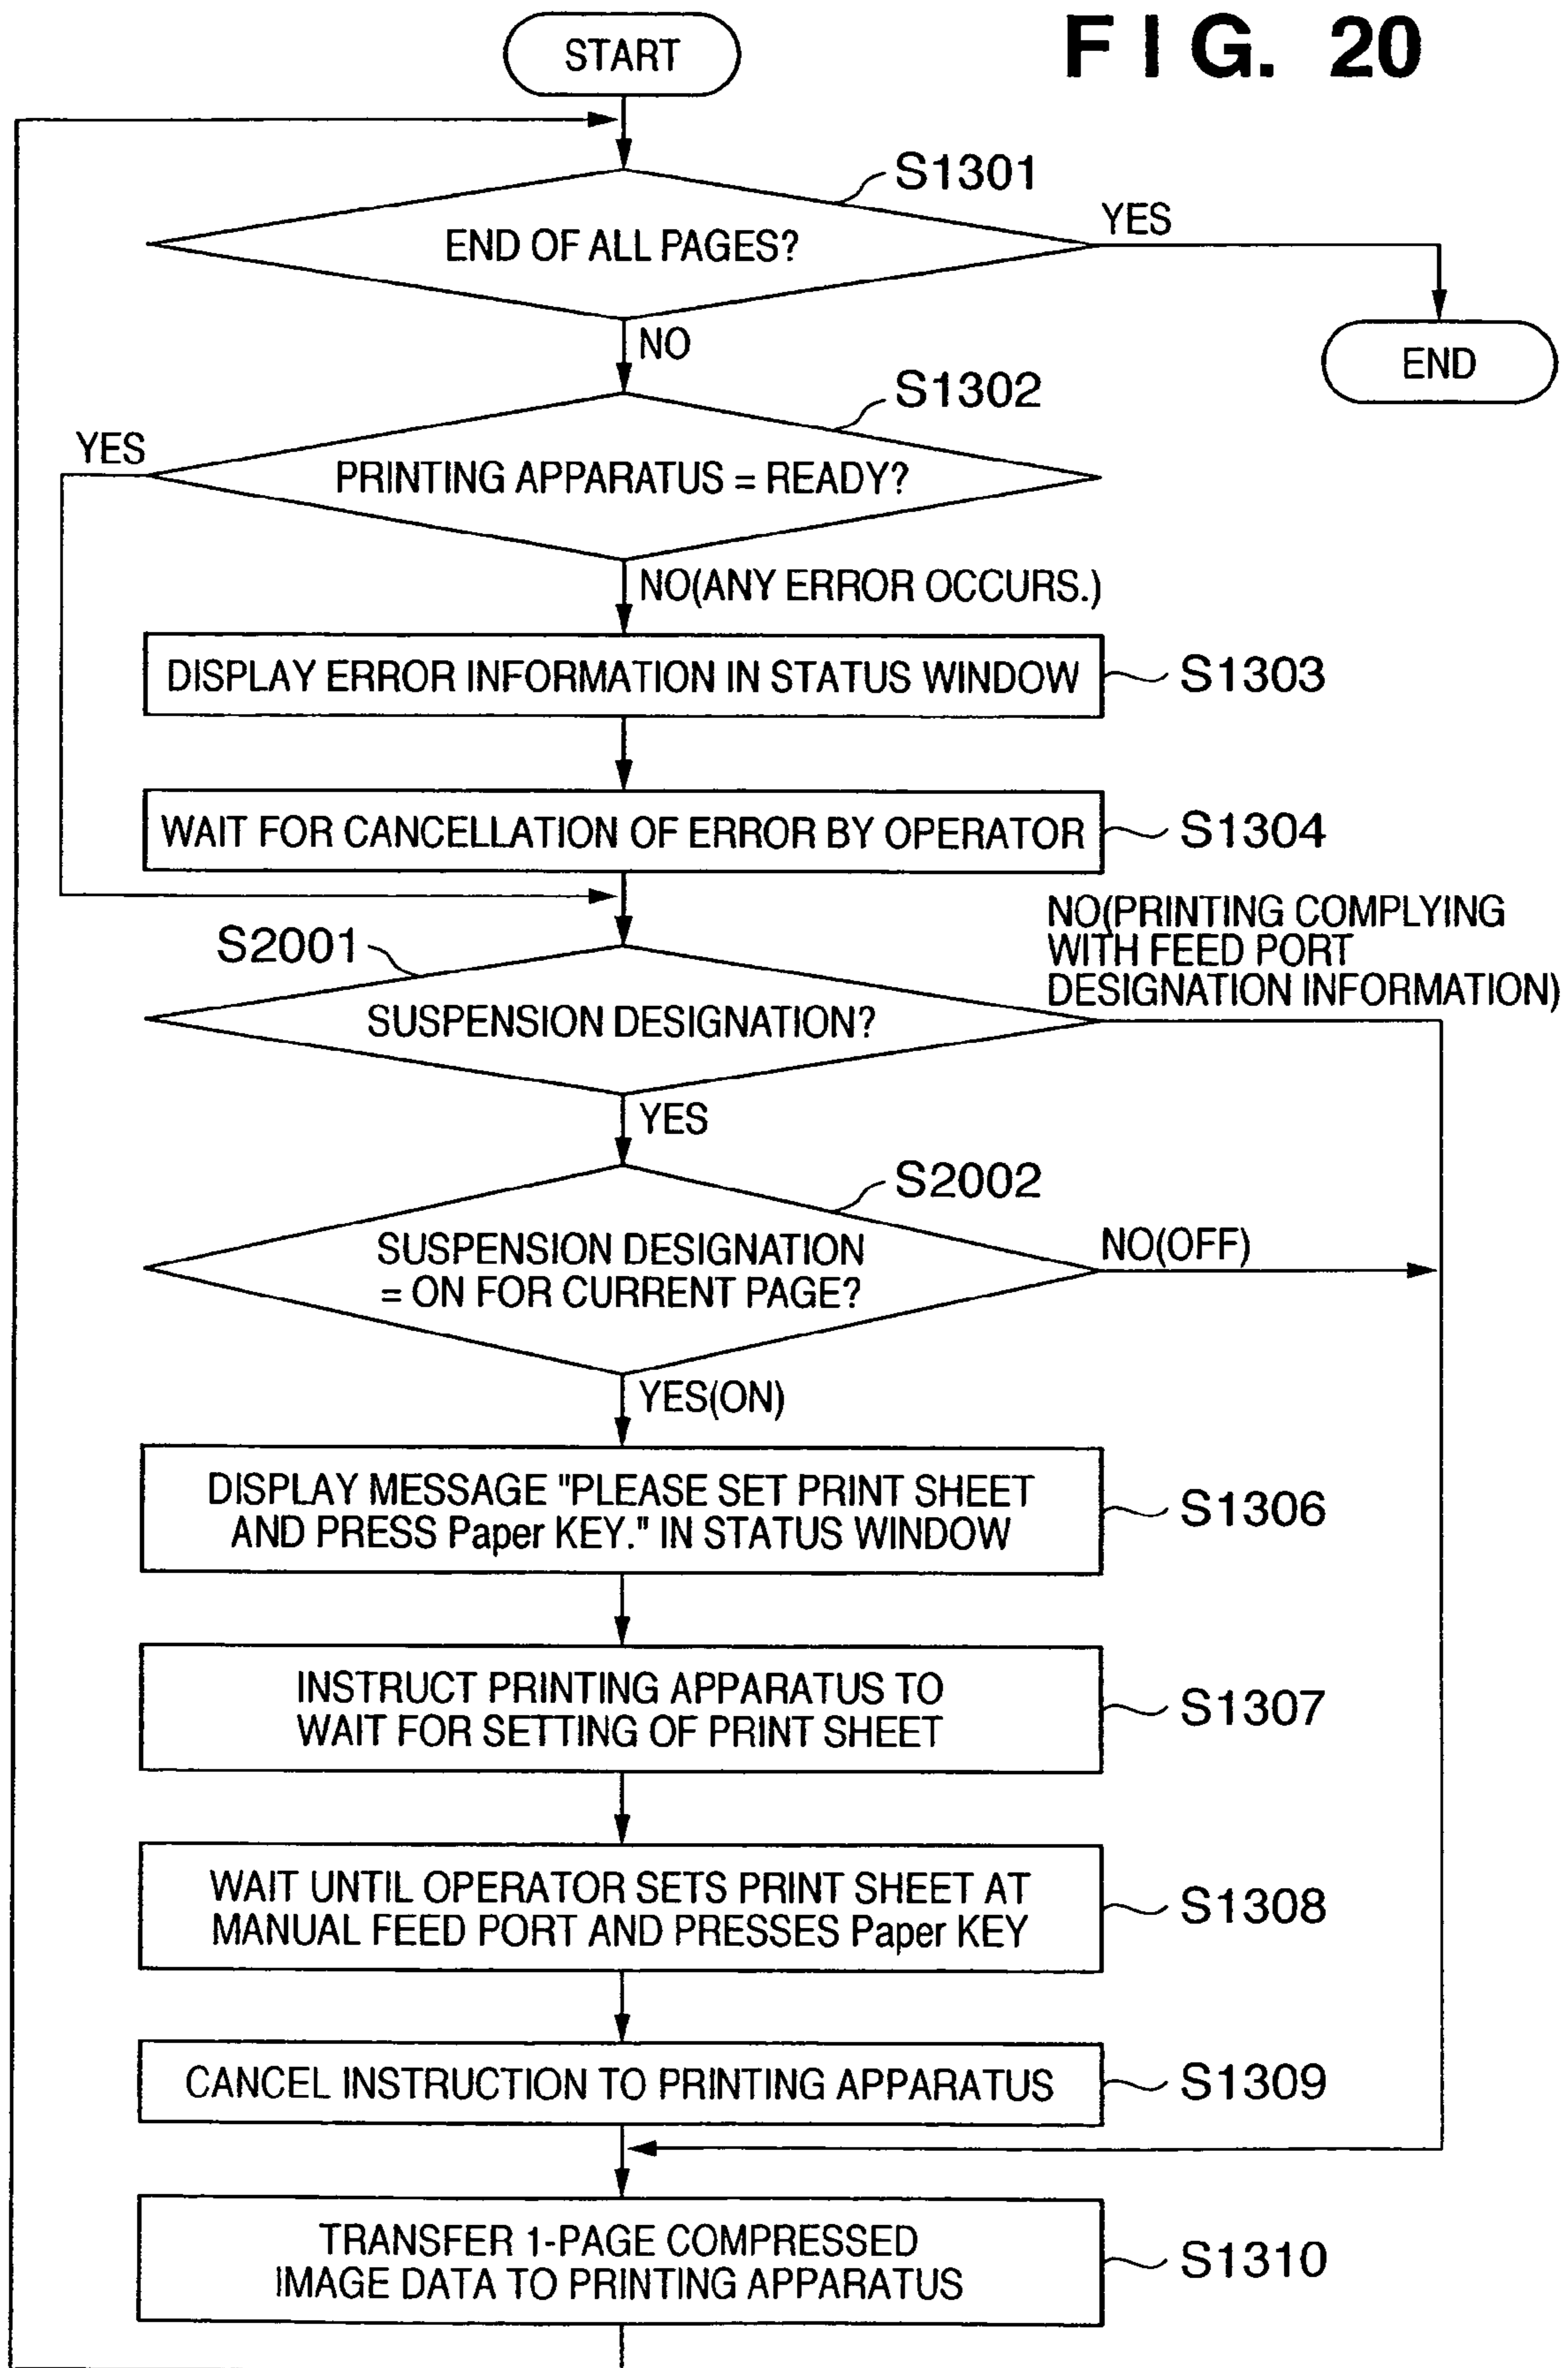 FIG. 20
START
S1301
END OF ALL PAGES?
YES
END
NO
S1302
YES
PRINTING APPARATUS = READY?
NO(ANY ERROR OCCURS.)
DISPLAY ERROR INFORMATION IN STATUS WINDOW
S1303
WAIT FOR CANCELLATION OF ERROR BY OPERATOR
S1304
NO(PRINTING COMPLYING
WITH FEED PORT
DESIGNATION INFORMATION)
S2001
SUSPENSION DESIGNATION?
YES
S2002
SUSPENSION DESIGNATION
= ON FOR CURRENT PAGE?
NO(OFF)
YES(ON)
DISPLAY MESSAGE "PLEASE SET PRINT SHEET
AND PRESS Paper KEY." IN STATUS WINDOW
S1306
INSTRUCT PRINTING APPARATUS TO
WAIT FOR SETTING OF PRINT SHEET
S1307
WAIT UNTIL OPERATOR SETS PRINT SHEET AT
MANUAL FEED PORT AND PRESSES Paper KEY
S1308
CANCEL INSTRUCTION TO PRINTING APPARATUS
S1309
TRANSFER 1-PAGE COMPRESSED
IMAGE DATA TO PRINTING APPARATUS
S1310